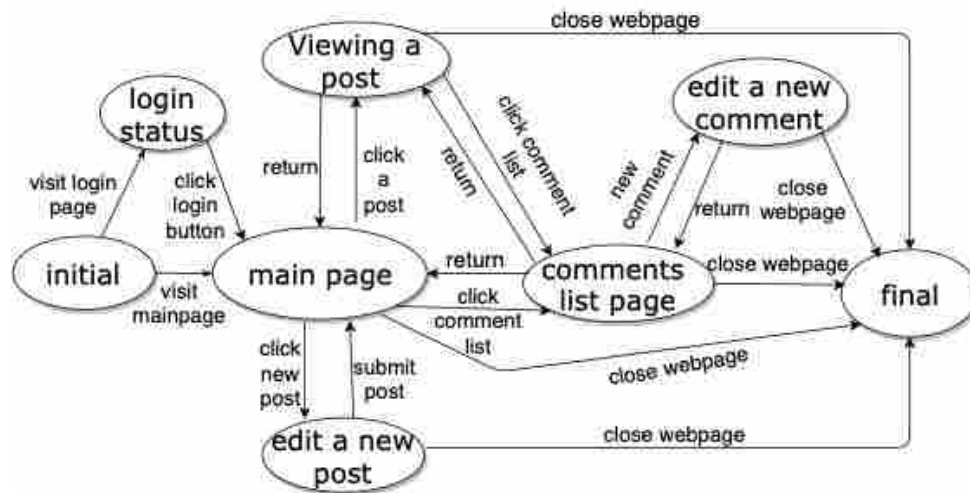 close webpage
Viewing a
post
login
status
edit a new
comment
click comment
list
return
new
comment
visit login
page
click
login
button
return
click
a
post
return
close
webpage
initial
visit
mainpage
main page
return
click
comment
list
comments
list page
close webpage
final
click
new
post
submit
post
close webpage
edit a new
post
close webpage